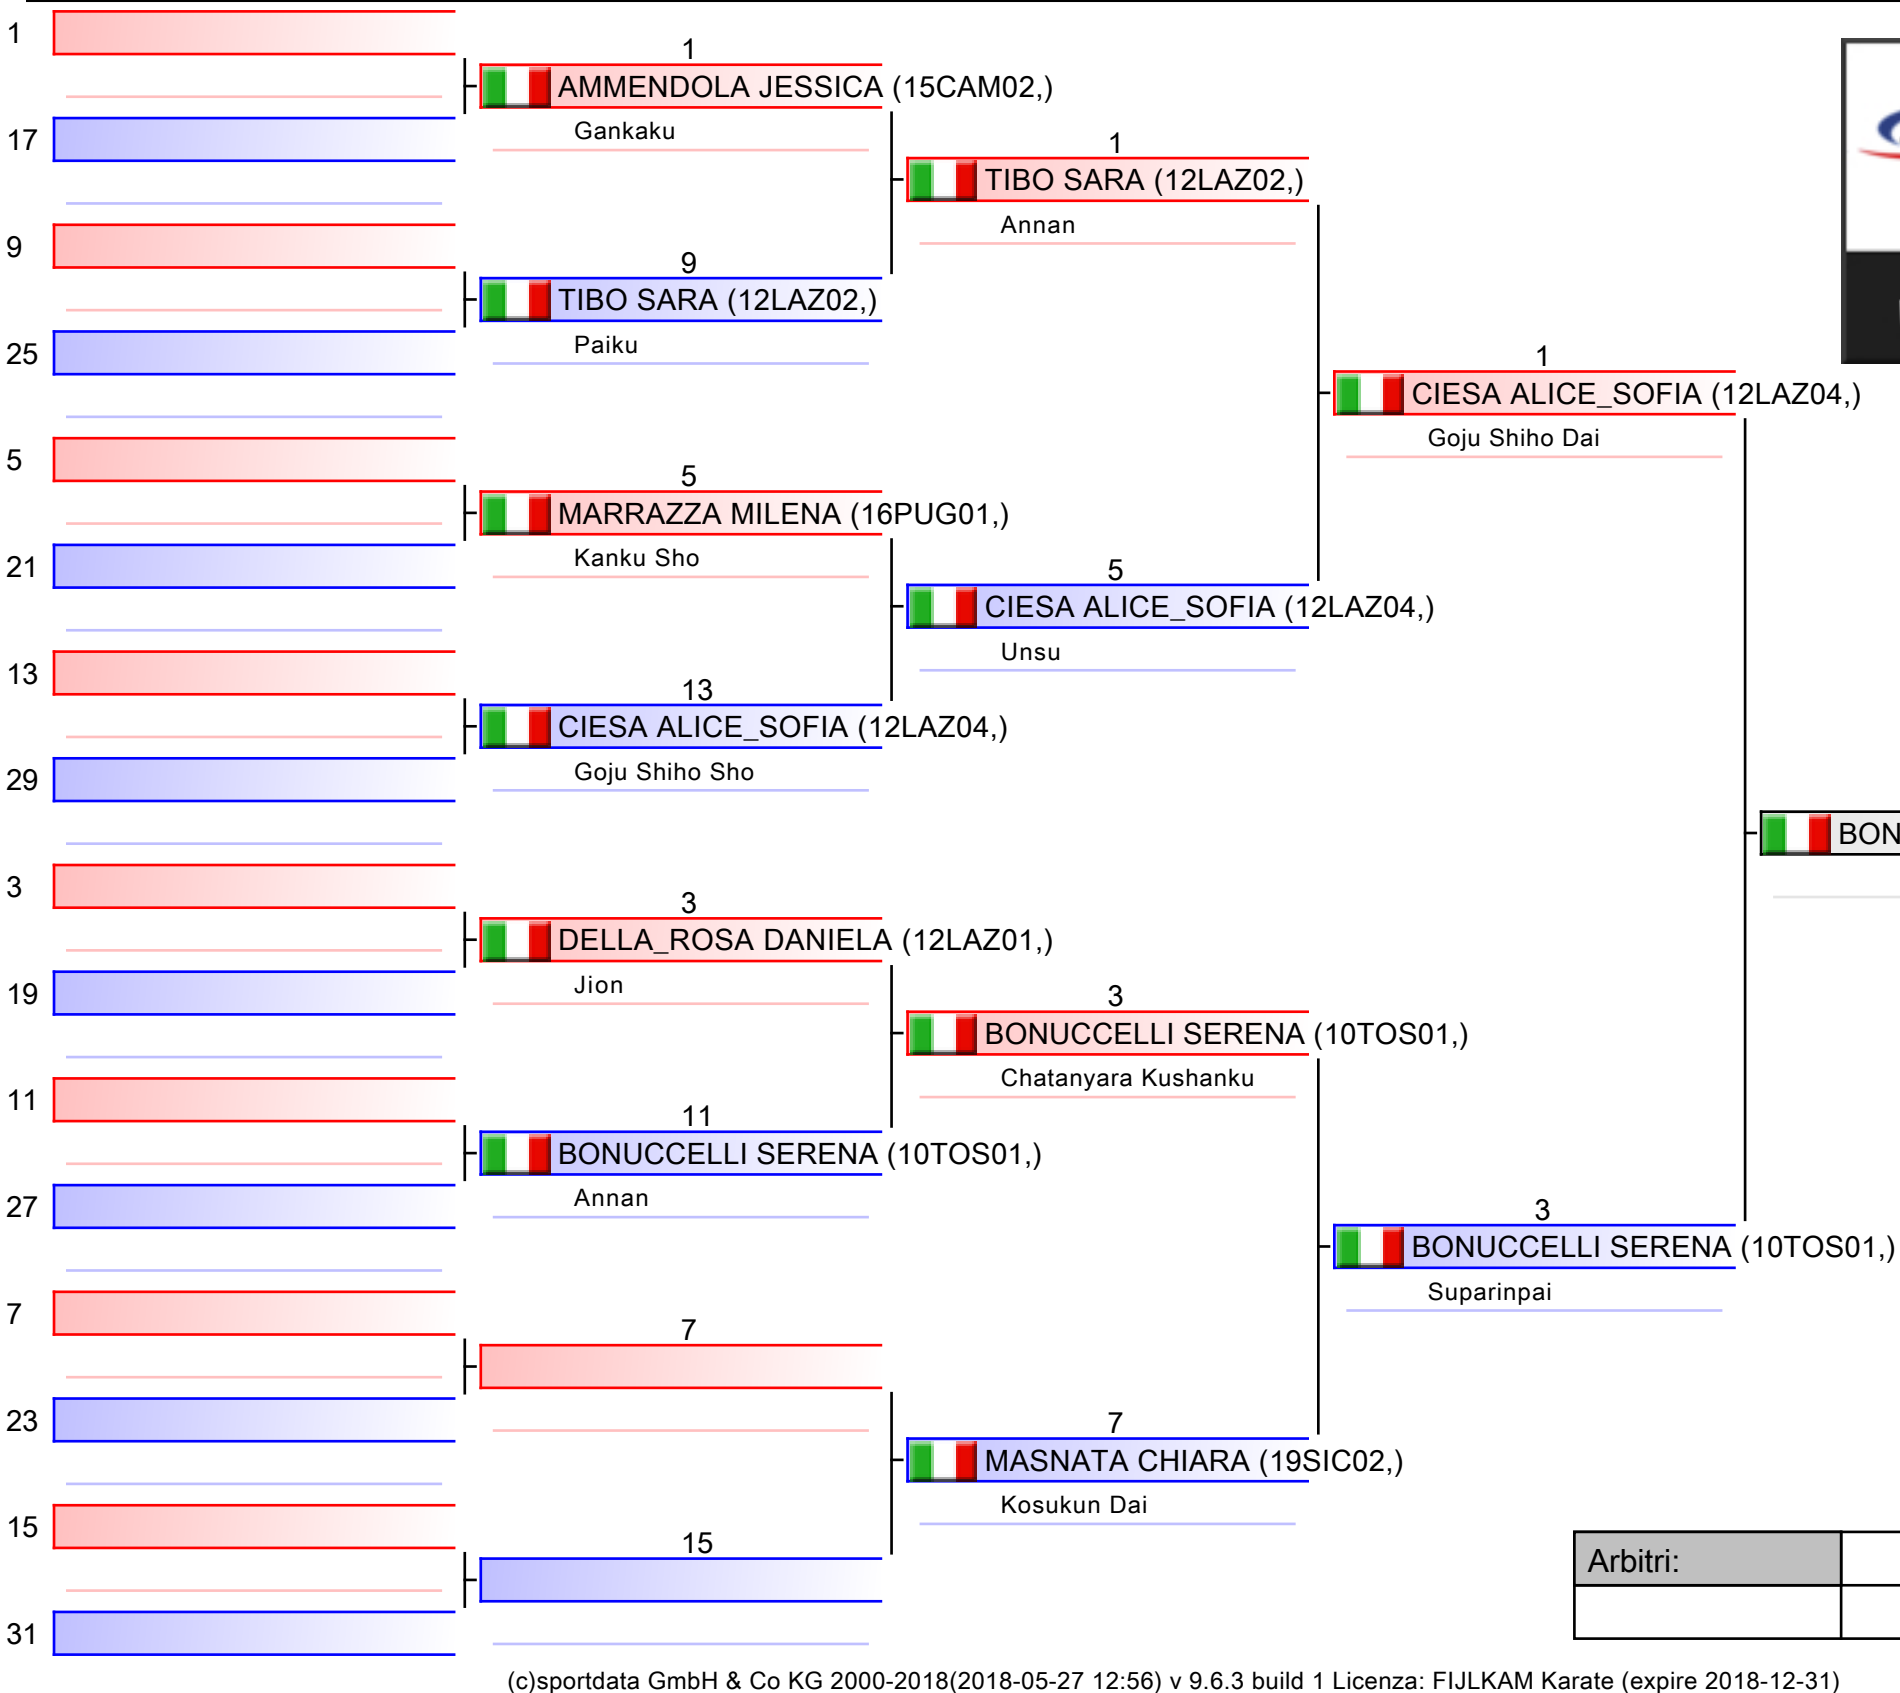 1
17
9
25
5
21
13
29
3
19
11
27
7
23
15
31
1
AMMENDOLA JESSICA (15CAM02,)
Gankaku
9
TIBO SARA (12LAZ02,)
Paiku
5
MARRAZZA MILENA (16PUG01,)
Kanku Sho
13
CIESA ALICE_SOFIA (12LAZ04,)
Goju Shiho Sho
3
DELLA_ROSA DANIELA (12LAZ01,)
Jion
11
BONUCCELLI SERENA (10TOS01,)
Annan
7
15
1
TIBO SARA (12LAZ02,)
Annan
5
CIESA ALICE_SOFIA (12LAZ04,)
Unsu
3
BONUCCELLI SERENA (10TOS01,)
Chatanyara Kushanku
7
MASNATA CHIARA (19SIC02,)
Kosukun Dai
1
CIESA ALICE_SOFIA (12LAZ04,)
Goju Shiho Dai
3
BONUCCELLI SERENA (10TOS01,)
Suparinpai
BON
Arbitri:
(c)sportdata GmbH & Co KG 2000-2018(2018-05-27 12:56) v 9.6.3 build 1 Licenza: FIJLKAM Karate (expire 2018-12-31)